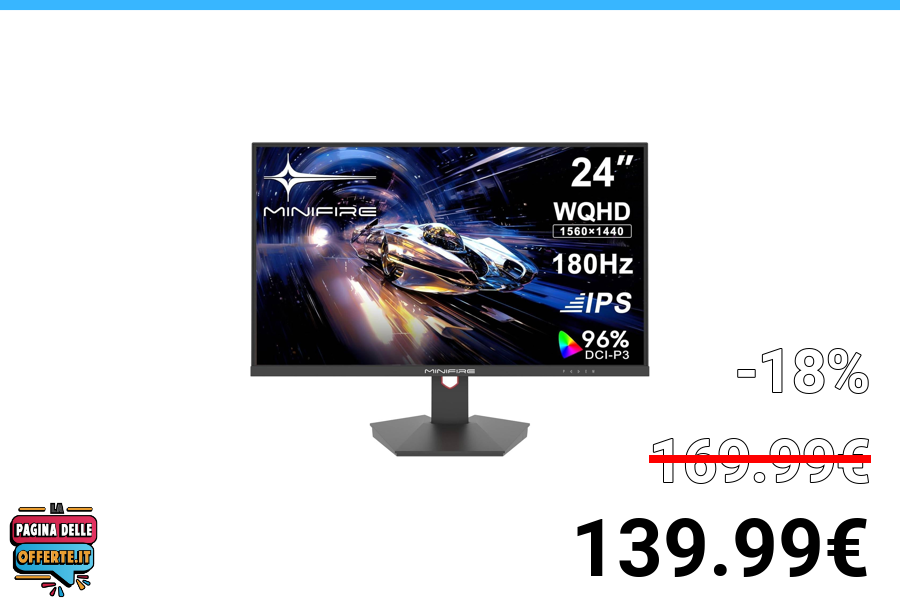 MINIFIRE
24"
WQHD
1560×1440
180Hz
IPS
96%
DCI-P3
MINIFIRE
-18%
169.99€
139.99€
LA
PAGINA DELLE
OFFERTE.IT